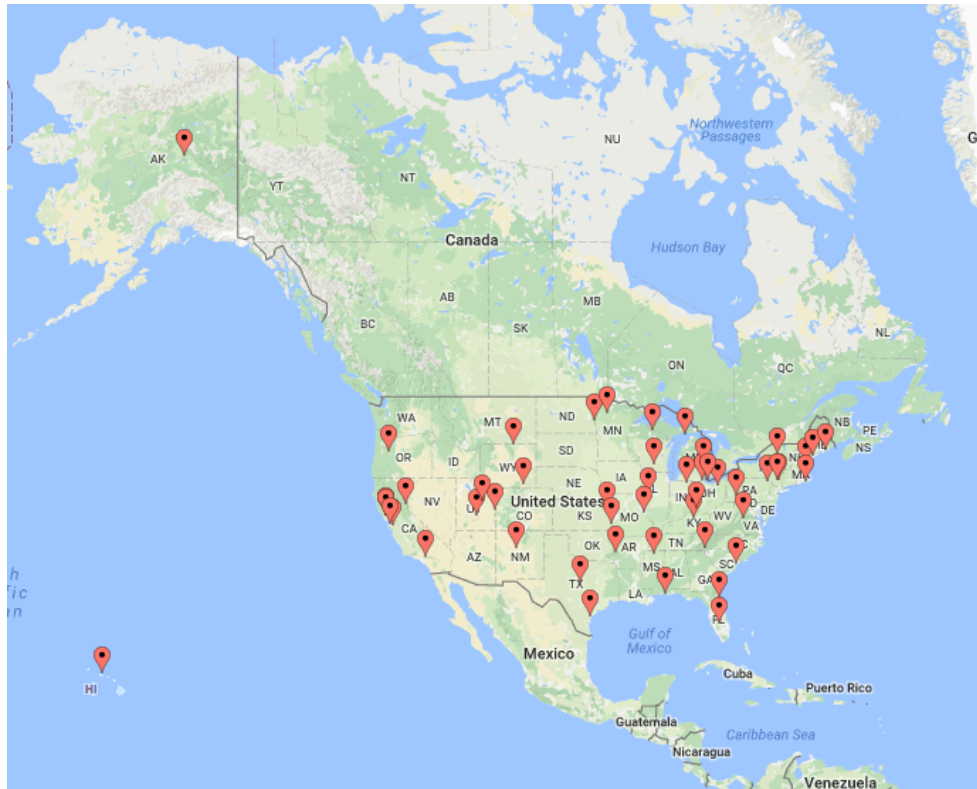 Northwestern
Passages
G
NU
AK
NT
YT
Canada
Hudson Bay
AB
MB
BC
SK
NL
ON
QC
WA
MT
ND
MN
NB
PE
NS
OR
ID
SD
WY
IA
NE
PA
NV
United States
IN
OH
CO
KS
MO
WV
DE
KY
VA
CA
AZ
NM
OK
AR
TN
SC
MS
AL
GA
TX
LA
FL
Gulf of
Mexico
Mexico
Cuba
HI
Puerto Rico
Guatemala
Caribbean Sea
Nicaragua
Venezuela